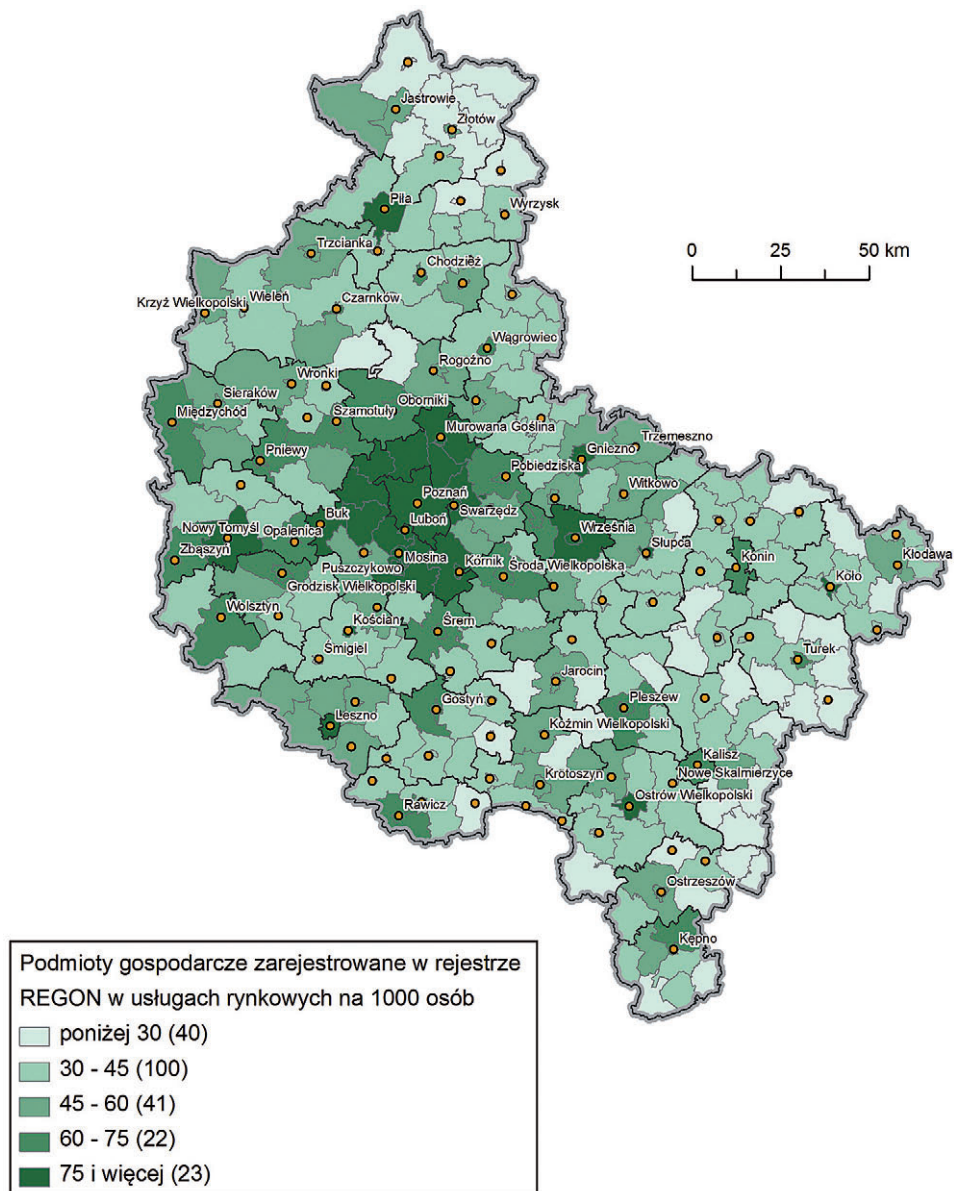 Jastrowie
Złotów
Piła
Wyrzysk
Trzcianka
0 25 50 km
Chodzież
Krzyż Wielkopolski
Wieleń
Czarnków
Wągrowiec
Rogoźno
Wronki
Sieraków
Oborniki
Międzychód
Szamotuły
Murowana Goślina
Trzemeszno
Gniezno
Pniewy
Pobiedziska
Witkowo
Poznań
Buk
Swarzędz
Nowy Tomyśl
Luboń
Września
Opalenica
Słupca
Zbąszyń
Mosina
Konin
Kłodawa
Puszczykowo
Kórnik
Środa Wielkopolska
Koło
Grodzisk Wielkopolski
Wolsztyn
Kościan
Śrem
Śmigiel
Turek
Jarocin
Gostyń
Pleszew
Leszno
Koźmin Wielkopolski
Kalisz
Krotoszyn
Nowe Skalmierzyce
Ostrów Wielkopolski
Rawicz
Ostrzeszów
Kępno
Podmioty gospodarcze zarejestrowane w rejestrze
REGON w usługach rynkowych na 1000 osób
poniżej 30 (40)
30 - 45 (100)
45 - 60 (41)
60 - 75 (22)
75 i więcej (23)